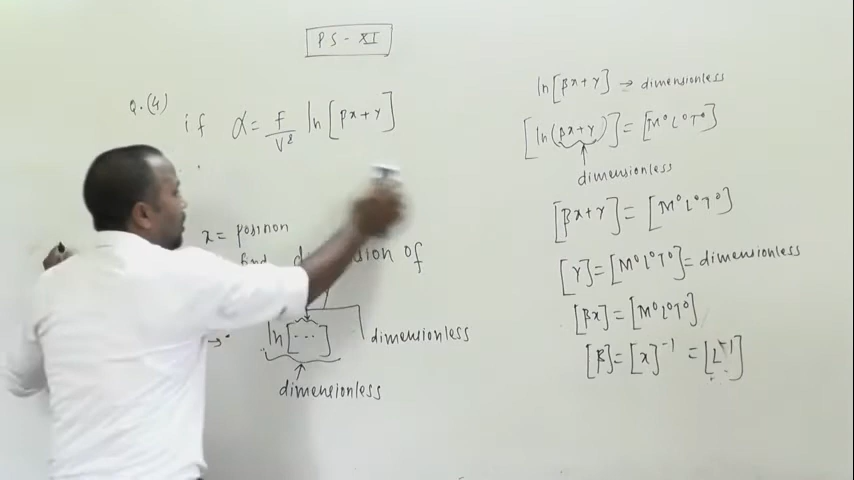 PS-XI
Q.(4)
if α = F/V² ln[βx+γ]
x = position
find
sion of
ln[---]
dimensionless
dimensionless
ln[βx+γ] → dimensionless
[ln(βx+γ)] = [M⁰L⁰T⁰]
dimensionless
[βx+γ] = [M⁰L⁰T⁰]
[γ] = [M⁰L⁰T⁰] = dimensionless
[βx] = [M⁰L⁰T⁰]
[β] = [x]⁻¹ = [L⁻¹]